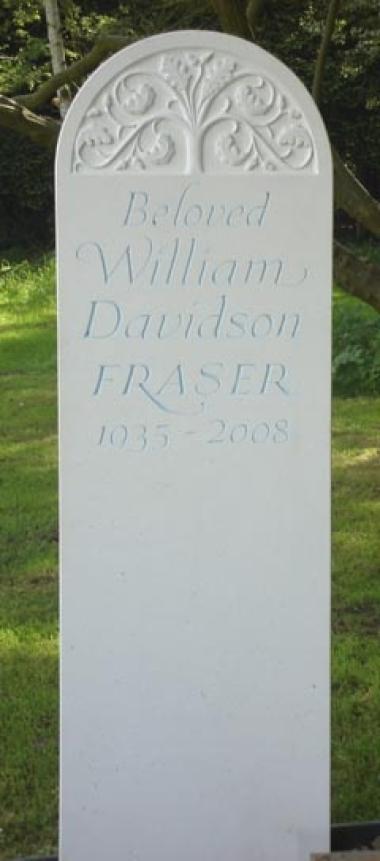 Beloved
William
Davidson
FRASER
1935-2008